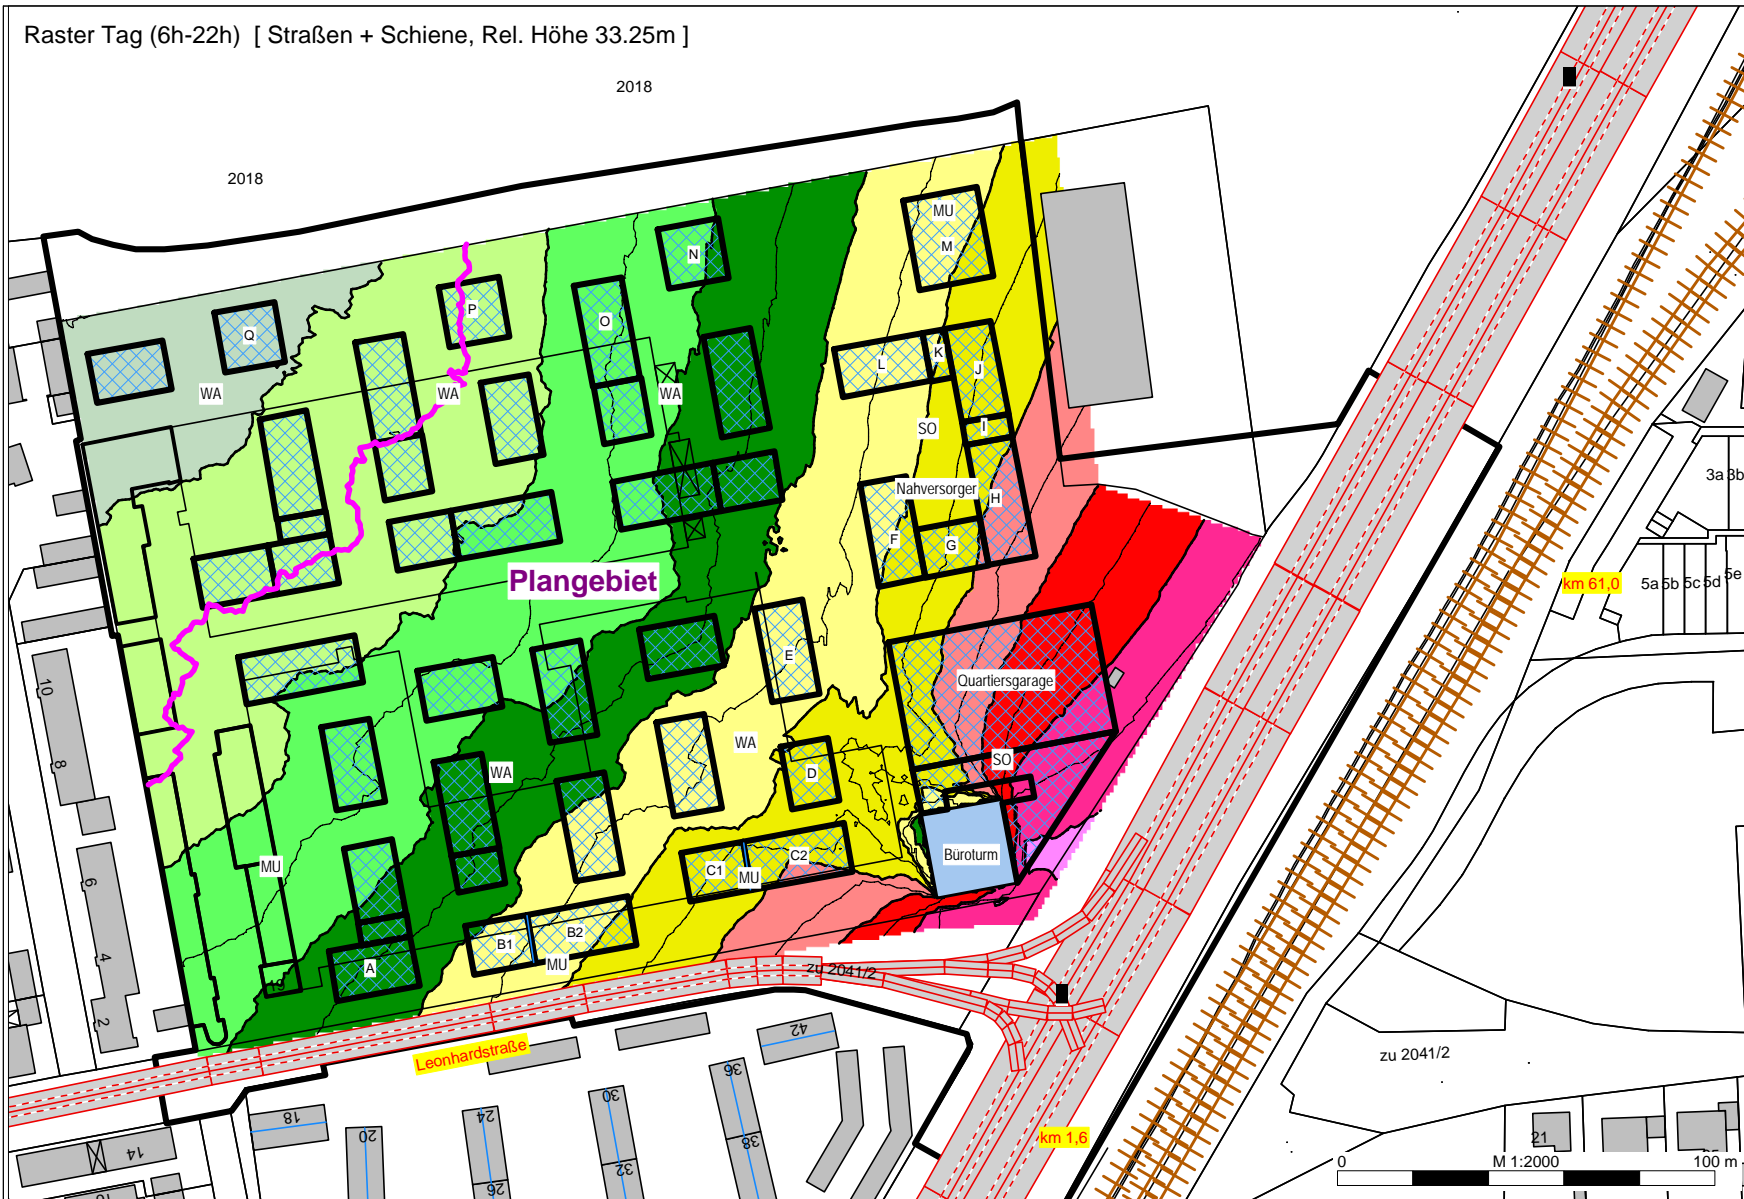 Raster Tag (6h-22h)  [ Straßen + Schiene, Rel. Höhe 33.25m ]
2018
2018
MU
M
N
Q
P
O
L
K
J
WA
WA
WA
I
SO
Nahversorger
H
F
G
3a 3b
km 61,0
5a 5b 5c 5d 5e
Plangebiet
E
Quartiersgarage
10
8
WA
SO
WA
D
C1
C2
MU
MU
Büroturm
6
4
2
B1
B2
MU
A
19
zu 2041/2
Leonhardstraße
42
zu 2041/2
36
30
24
18
20
38
32
26
14
km 1,6
21
0
M 1:2000
100 m